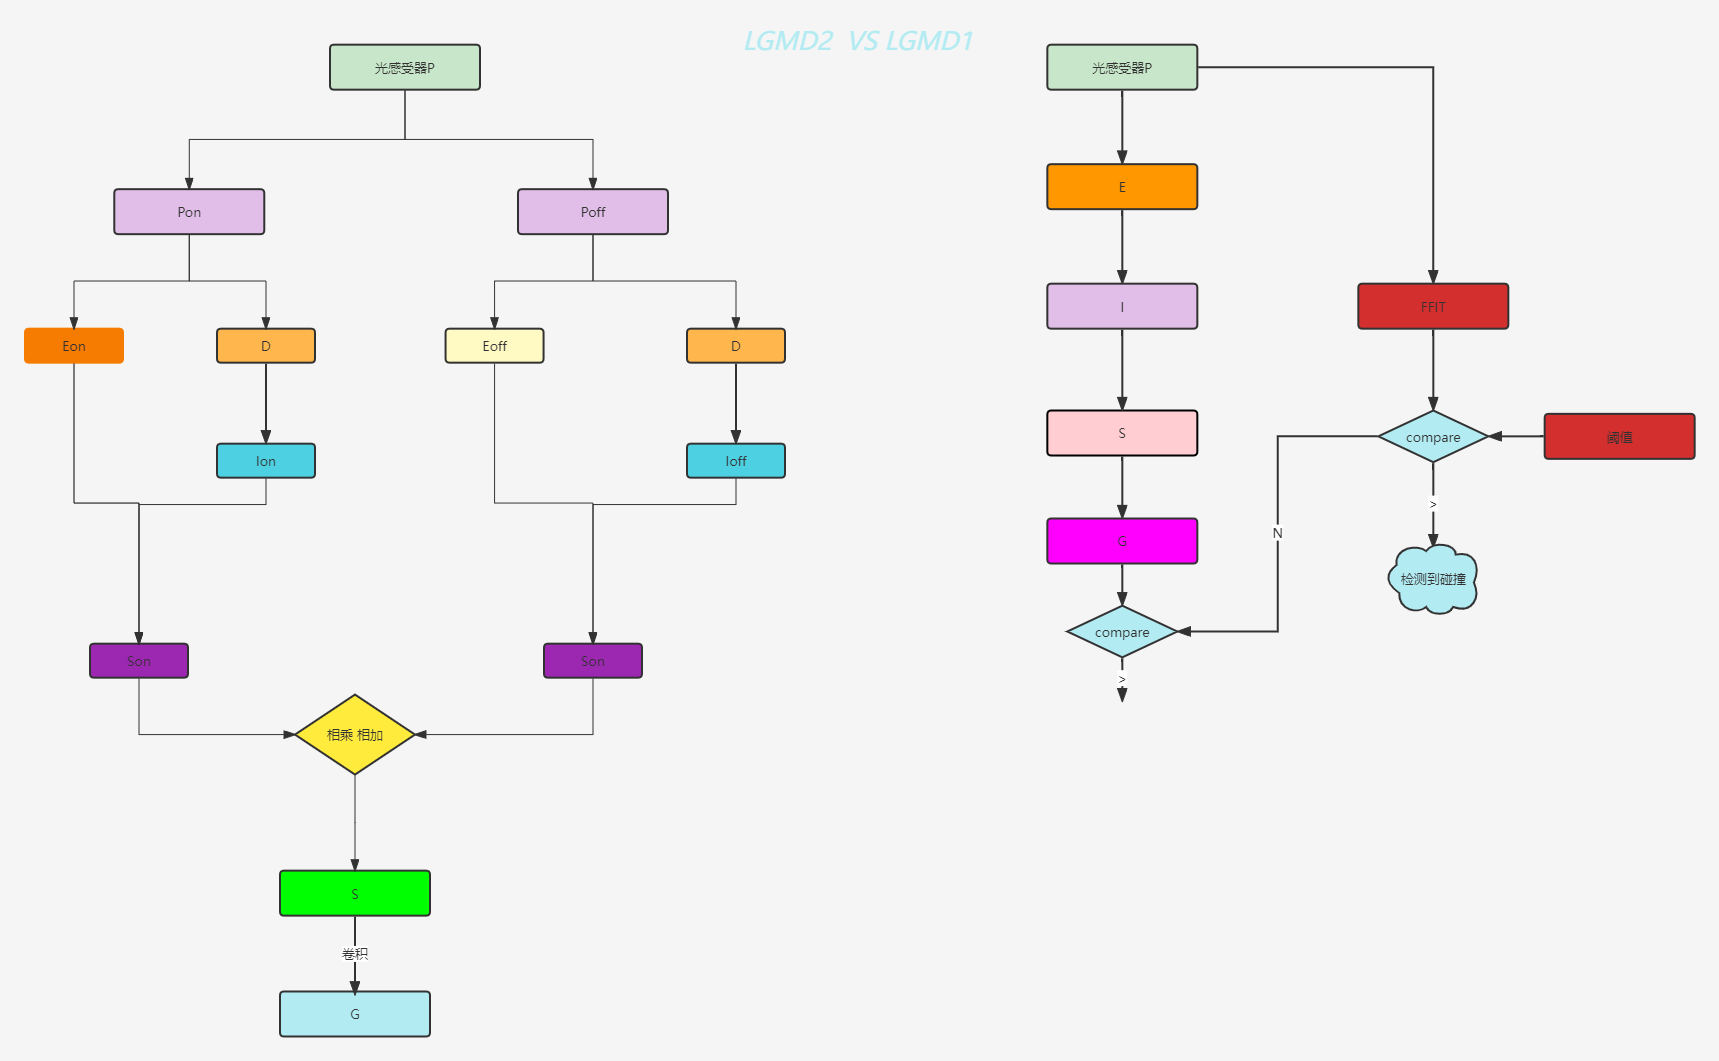 LGMD2  VS LGMD1
光感受器P
Pon
Poff
Eon
D
Eoff
D
Ion
Ioff
Son
Son
相乘 相加
S
卷积
G
光感受器P
E
I
FFIT
S
compare
阈值
N
>
G
检测到碰撞
compare
>